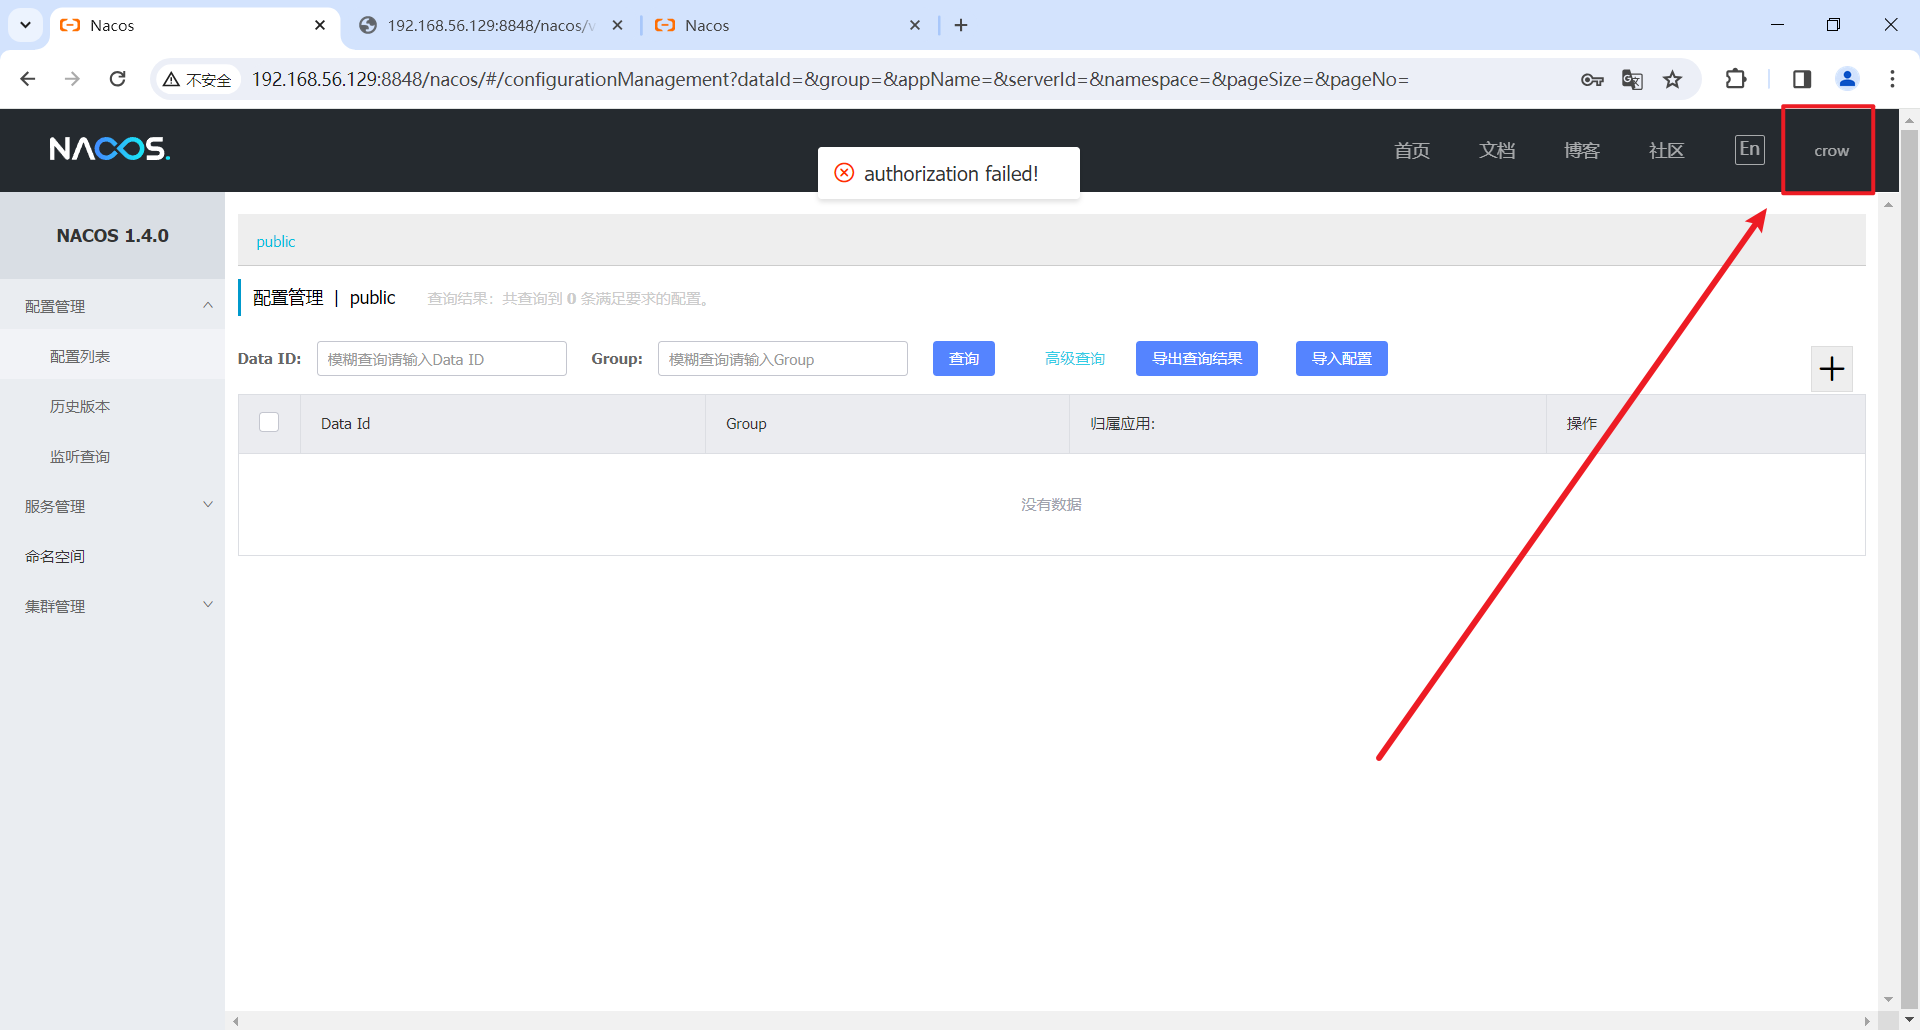 Nacos
192.168.56.129:8848/nacos/v
Nacos
不安全
192.168.56.129:8848/nacos/#/configurationManagement?dataId=&group=&appName=&serverId=&namespace=&pageSize=&pageNo=
NACOS.
首页
文档
博客
社区
En
crow
authorization failed!
NACOS 1.4.0
配置管理
配置列表
历史版本
监听查询
服务管理
命名空间
集群管理
public
配置管理 | public 查询结果：共查询到 0 条满足要求的配置。
Data ID: 模糊查询请输入Data ID Group: 模糊查询请输入Group 查询 高级查询 导出查询结果 导入配置
Data Id Group 归属应用: 操作
没有数据